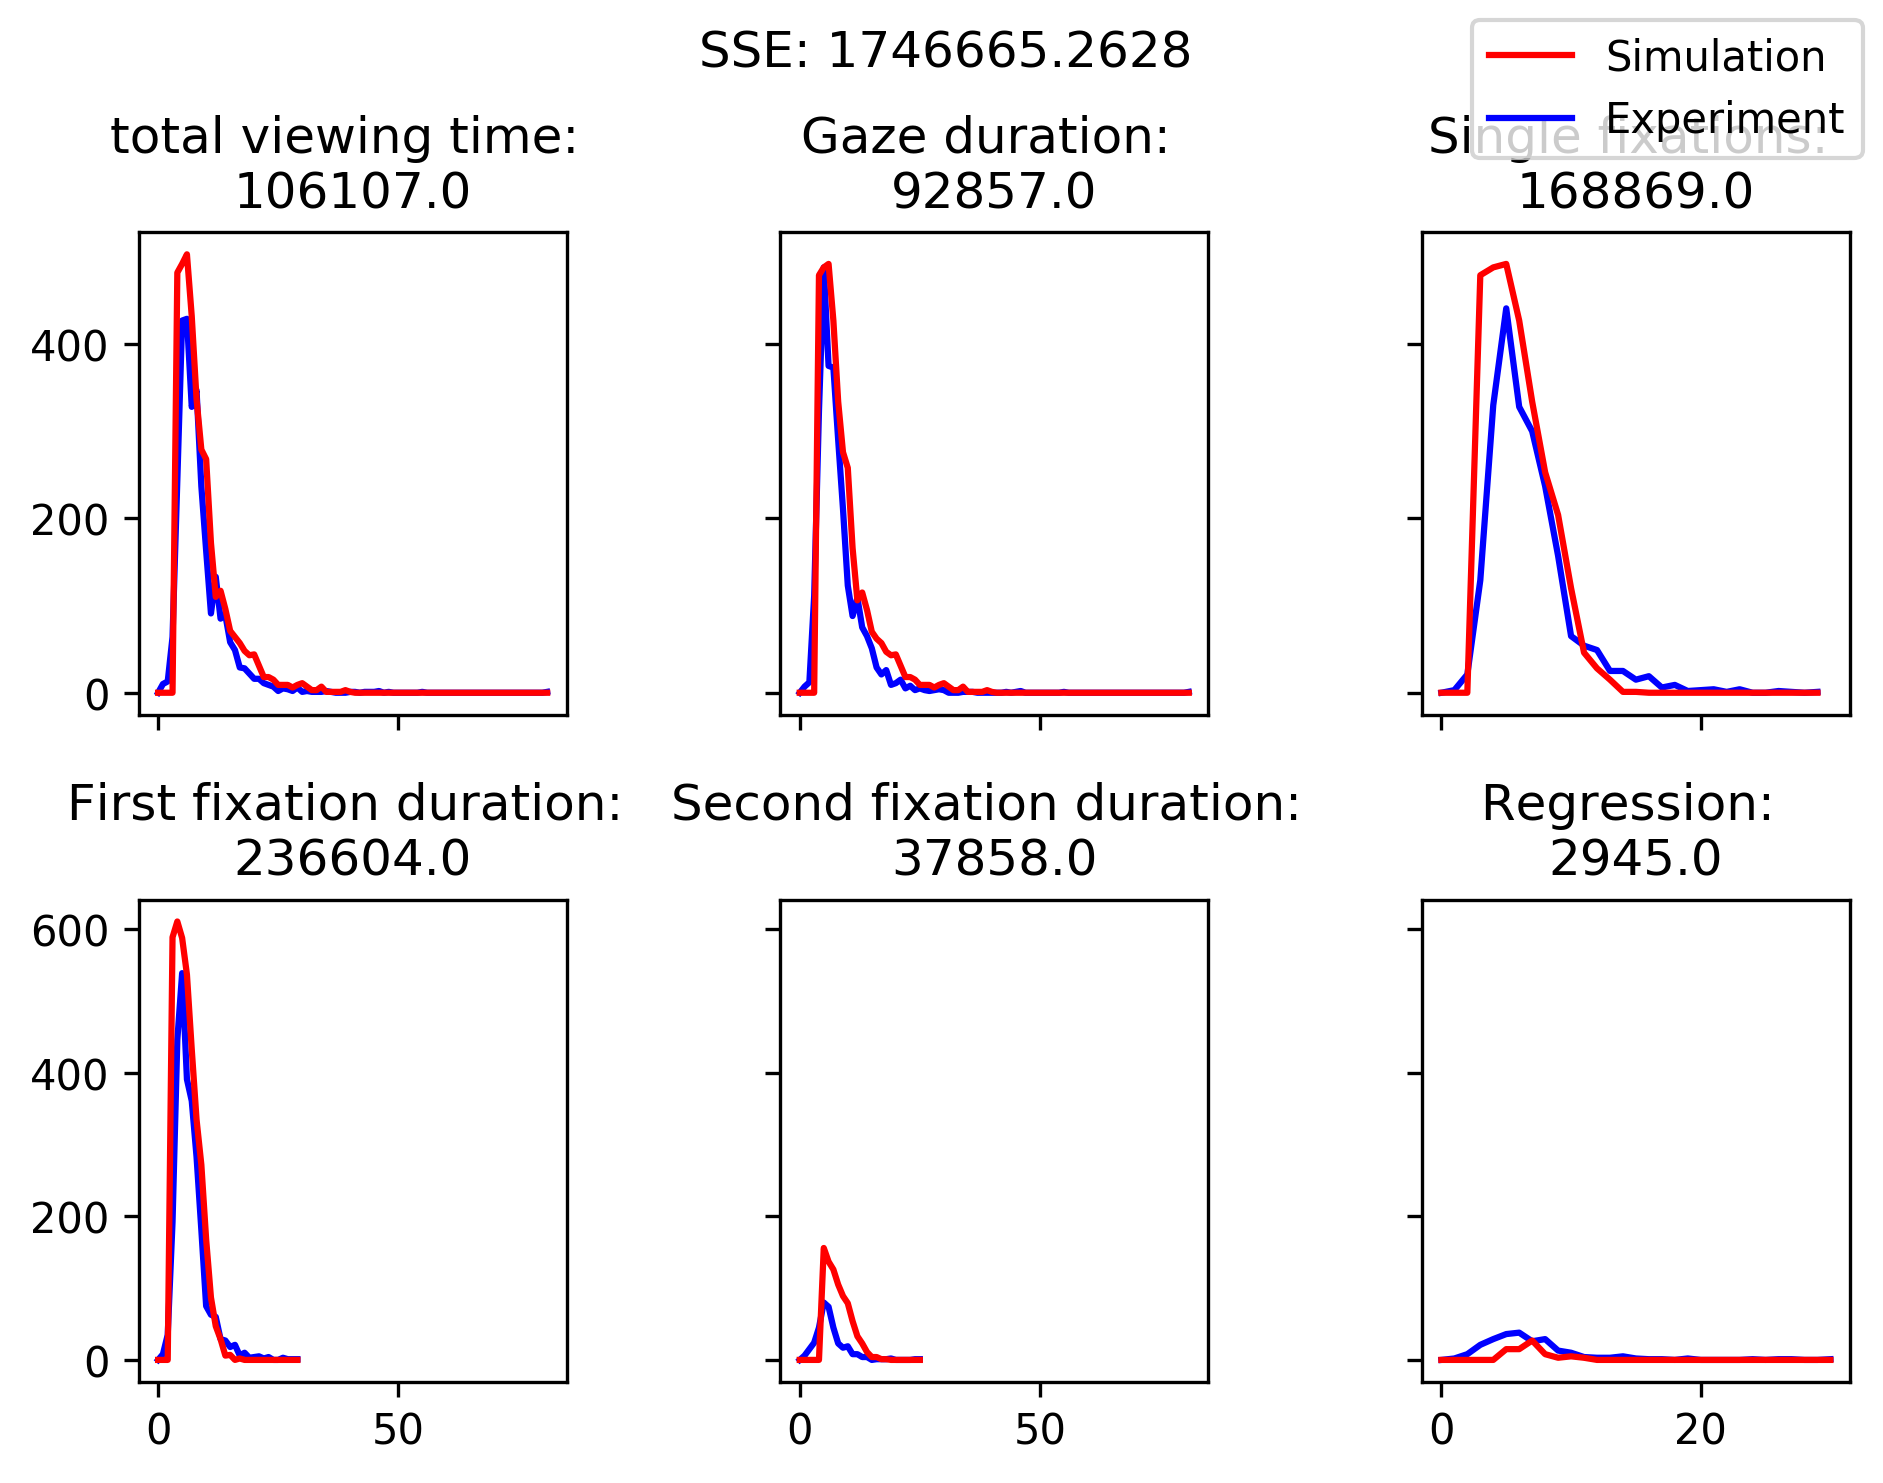 SSE: 1746665.2628
Simulation
Experiment
total viewing time:
106107.0
Gaze duration:
92857.0
Single fixations:
168869.0
400
200
0
First fixation duration:
236604.0
Second fixation duration:
37858.0
Regression:
2945.0
600
400
200
0
0 50
0 50
0 20